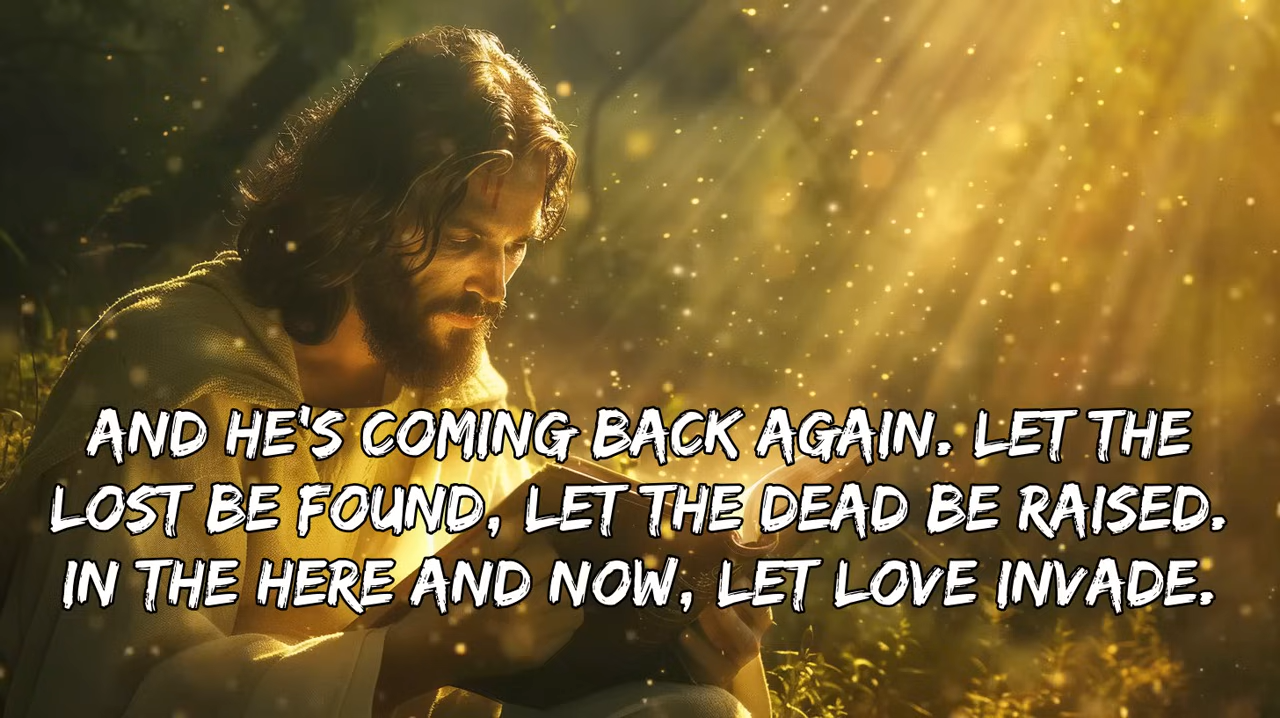 AND HE'S COMING BACK AGAIN. LET THE
LOST BE FOUND, LET THE DEAD BE RAISED.
IN THE HERE AND NOW, LET LOVE INVADE.